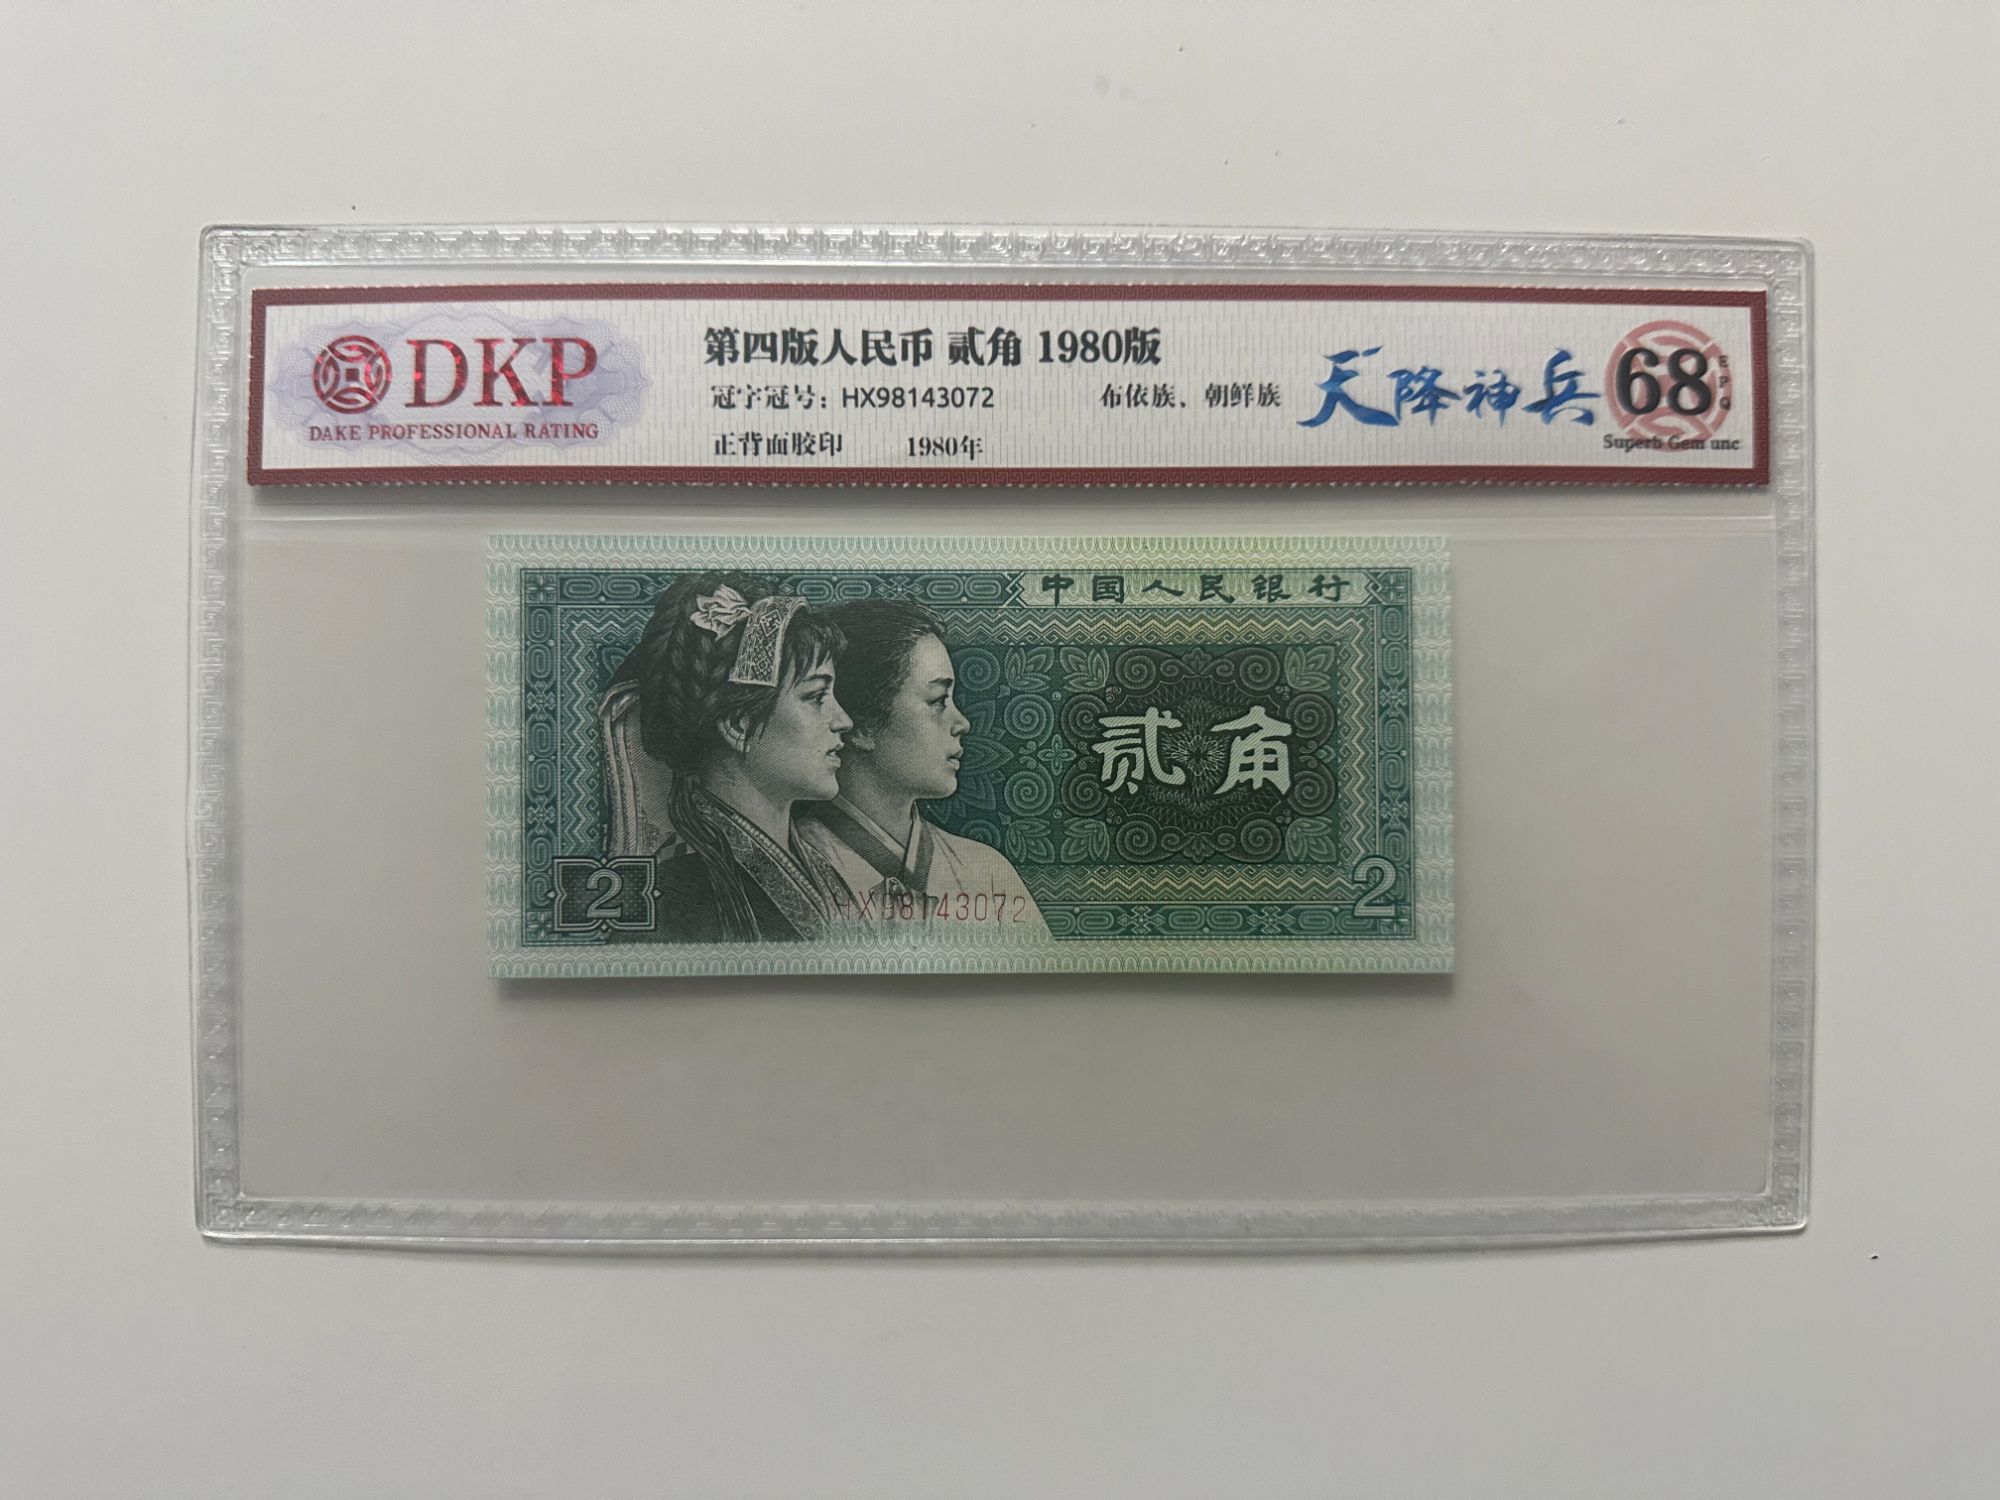 DKP
DAKE PROFESSIONAL RATING
第四版人民币 贰角 1980版
冠字冠号：HX98143072 布依族、朝鲜族
正背面胶印 1980年
天降神兵
68
EPQ
Superb Gem unc
中国人民银行
贰角
2
HX98143072
2